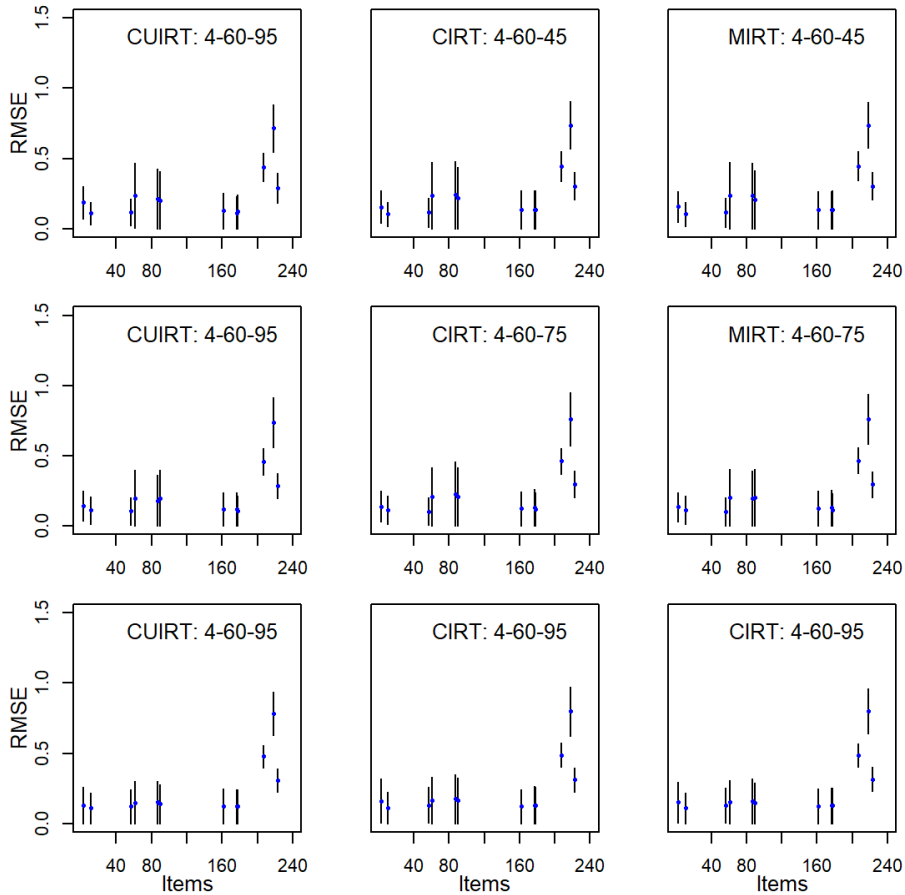 CUIRT: 4-60-95
CIRT: 4-60-45
MIRT: 4-60-45
RMSE
0.0 0.5 1.0 1.5
40 80 160 240
40 80 160 240
40 80 160 240
CUIRT: 4-60-95
CIRT: 4-60-75
MIRT: 4-60-75
RMSE
0.0 0.5 1.0 1.5
40 80 160 240
40 80 160 240
40 80 160 240
CUIRT: 4-60-95
CIRT: 4-60-95
CIRT: 4-60-95
RMSE
0.0 0.5 1.0 1.5
40 80 160 240
40 80 160 240
40 80 160 240
Items
Items
Items